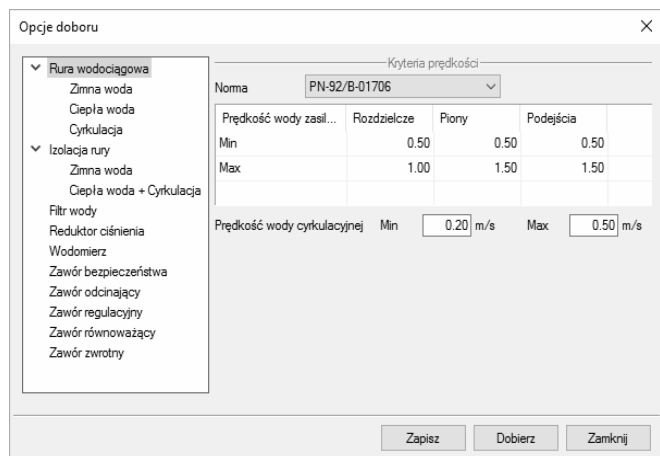 Opcje doboru
Rura wodociągowa
Zimna woda
Ciepła woda
Cyrkulacja
Izolacja rury
Zimna woda
Ciepła woda + Cyrkulacja
Filtr wody
Reduktor ciśnienia
Wodomierz
Zawór bezpieczeństwa
Zawór odcinający
Zawór regulacyjny
Zawór równoważący
Zawór zwrotny
Kryteria prędkości
Norma PN-92/B-01706
Prędkość wody zasil... Rozdzielcze Piony Podejścia
Min 0.50 0.50 0.50
Max 1.00 1.50 1.50
Prędkość wody cyrkulacyjnej Min 0.20 m/s Max 0.50 m/s
Zapisz Dobierz Zamknij